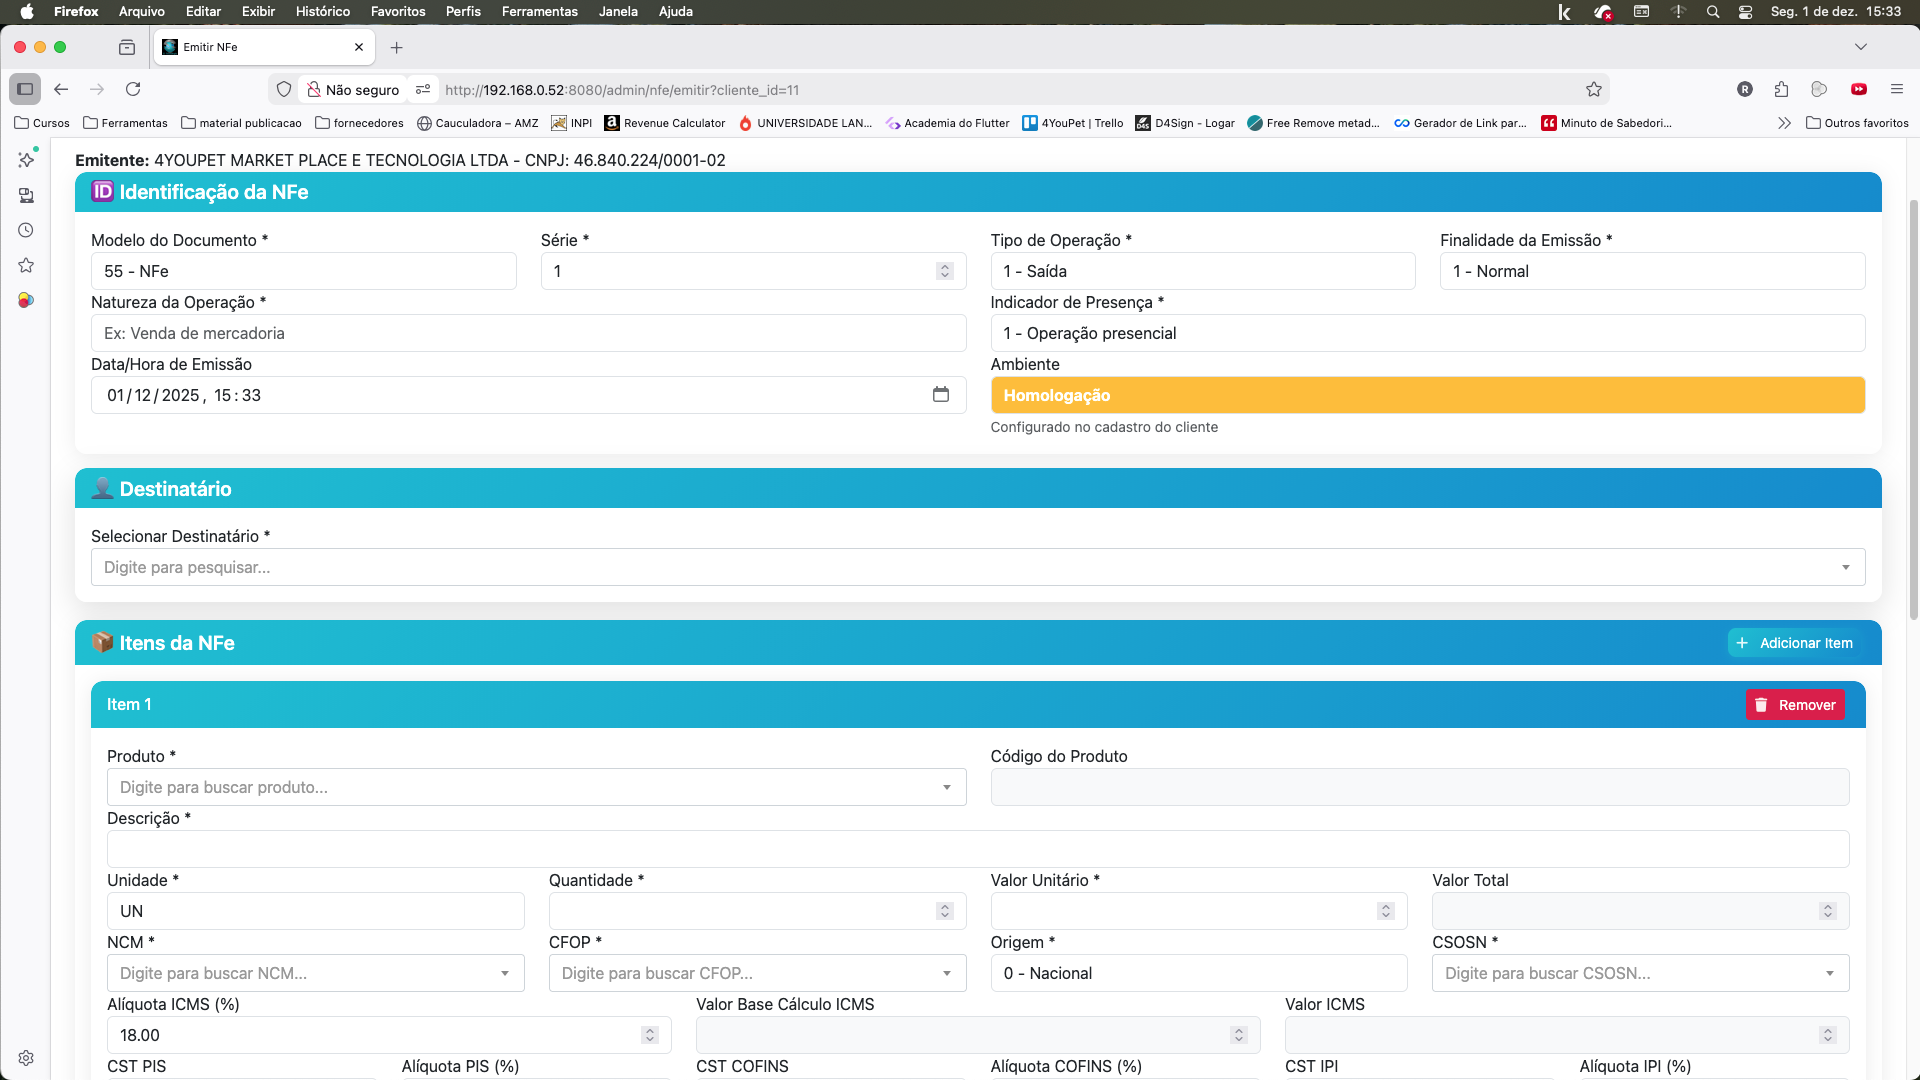 Firefox Arquivo Editar Exibir Histórico Favoritos Perfis Ferramentas Janela Ajuda Seg. 1 de dez. 15:33
Emitir NFe
Não seguro http://192.168.0.52:8080/admin/nfe/emitir?cliente_id=11
Cursos Ferramentas material publicacao fornecedores Cauculadora – AMZ INPI Revenue Calculator UNIVERSIDADE LAN... Academia do Flutter 4YouPet | Trello D4Sign - Logar Free Remove metad... Gerador de Link par... Minuto de Sabedori... Outros favoritos
Emitente: 4YOUPET MARKET PLACE E TECNOLOGIA LTDA - CNPJ: 46.840.224/0001-02
ID Identificação da NFe
Modelo do Documento * Série * Tipo de Operação * Finalidade da Emissão *
55 - NFe 1 1 - Saída 1 - Normal
Natureza da Operação * Indicador de Presença *
Ex: Venda de mercadoria 1 - Operação presencial
Data/Hora de Emissão Ambiente
01/12/2025, 15:33 Homologação
Configurado no cadastro do cliente
Destinatário
Selecionar Destinatário *
Digite para pesquisar...
Itens da NFe + Adicionar Item
Item 1 Remover
Produto * Código do Produto
Digite para buscar produto...
Descrição *
Unidade * Quantidade * Valor Unitário * Valor Total
UN
NCM * CFOP * Origem * CSOSN *
Digite para buscar NCM... Digite para buscar CFOP... 0 - Nacional Digite para buscar CSOSN...
Alíquota ICMS (%) Valor Base Cálculo ICMS Valor ICMS
18.00
CST PIS Alíquota PIS (%) CST COFINS Alíquota COFINS (%) CST IPI Alíquota IPI (%)